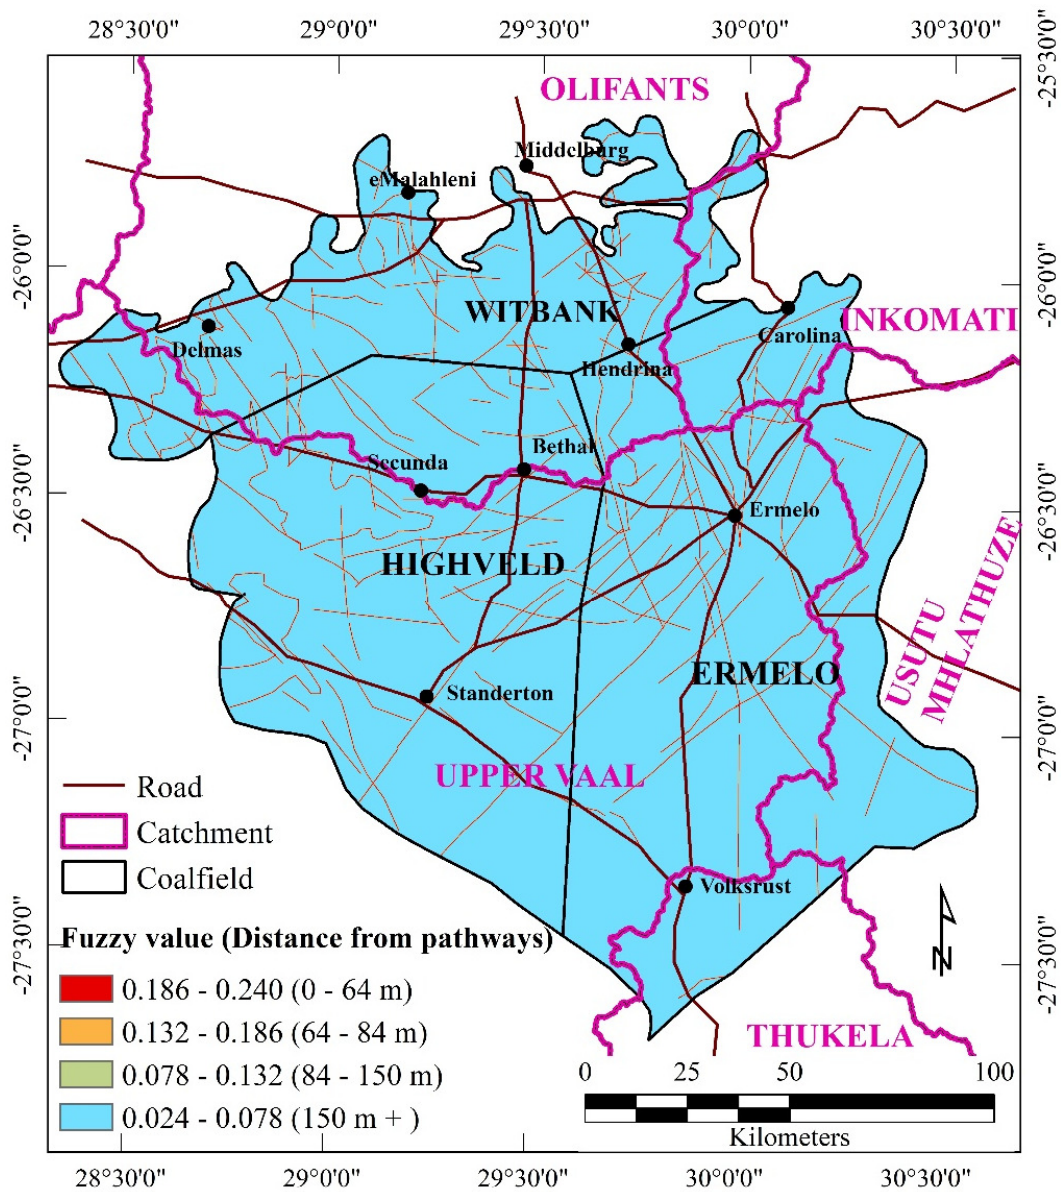 28°30'0" 29°0'0" 29°30'0" 30°0'0" 30°30'0"
-25°30'0"
OLIFANTS
Middelburg
eMalahleni
-26°0'0" -26°0'0"
WITBANK
Carolina
INKOMATI
Delmas
Hendrina
Bethal
Secunda
-26°30'0" -26°30'0"
Ermelo
HIGHVELD
USUTU
MHLATHUZE
ERMELO
Standerton
-27°0'0" -27°0'0"
UPPER VAAL
Road
Catchment
Coalfield
Volksrust
Fuzzy value (Distance from pathways)
-27°30'0" -27°30'0"
N
0.186 - 0.240 (0 - 64 m)
0.132 - 0.186 (64 - 84 m)
0.078 - 0.132 (84 - 150 m)
0.024 - 0.078 (150 m + )
THUKELA
0 25 50 100
Kilometers
28°30'0" 29°0'0" 29°30'0" 30°0'0" 30°30'0"